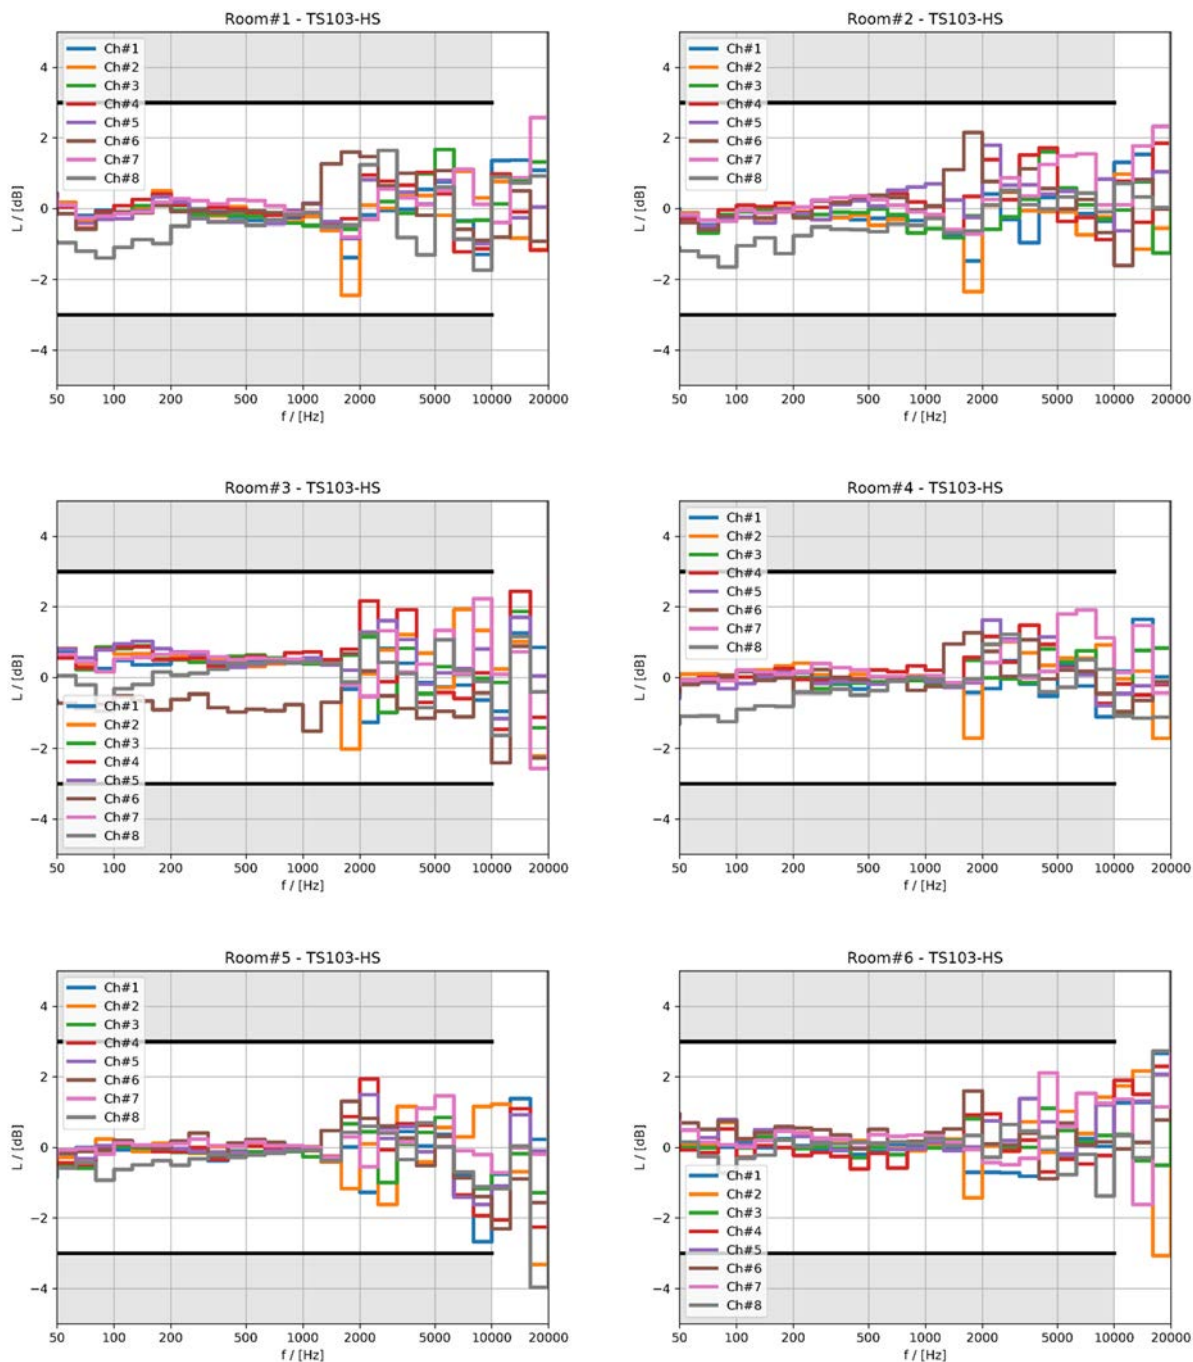 Room#1 - TS103-HS
Ch#1
Ch#2
Ch#3
Ch#4
Ch#5
Ch#6
Ch#7
Ch#8
L / [dB]
4
2
0
−2
−4
50 100 200 500 1000 2000 5000 10000 20000
f / [Hz]
Room#2 - TS103-HS
Ch#1
Ch#2
Ch#3
Ch#4
Ch#5
Ch#6
Ch#7
Ch#8
L / [dB]
4
2
0
−2
−4
50 100 200 500 1000 2000 5000 10000 20000
f / [Hz]
Room#3 - TS103-HS
L / [dB]
4
2
0
−2
−4
Ch#1
Ch#2
Ch#3
Ch#4
Ch#5
Ch#6
Ch#7
Ch#8
50 100 200 500 1000 2000 5000 10000 20000
f / [Hz]
Room#4 - TS103-HS
Ch#1
Ch#2
Ch#3
Ch#4
Ch#5
Ch#6
Ch#7
Ch#8
L / [dB]
4
2
0
−2
−4
50 100 200 500 1000 2000 5000 10000 20000
f / [Hz]
Room#5 - TS103-HS
Ch#1
Ch#2
Ch#3
Ch#4
Ch#5
Ch#6
Ch#7
Ch#8
L / [dB]
4
2
0
−2
−4
50 100 200 500 1000 2000 5000 10000 20000
f / [Hz]
Room#6 - TS103-HS
L / [dB]
4
2
0
−2
−4
Ch#1
Ch#2
Ch#3
Ch#4
Ch#5
Ch#6
Ch#7
Ch#8
50 100 200 500 1000 2000 5000 10000 20000
f / [Hz]